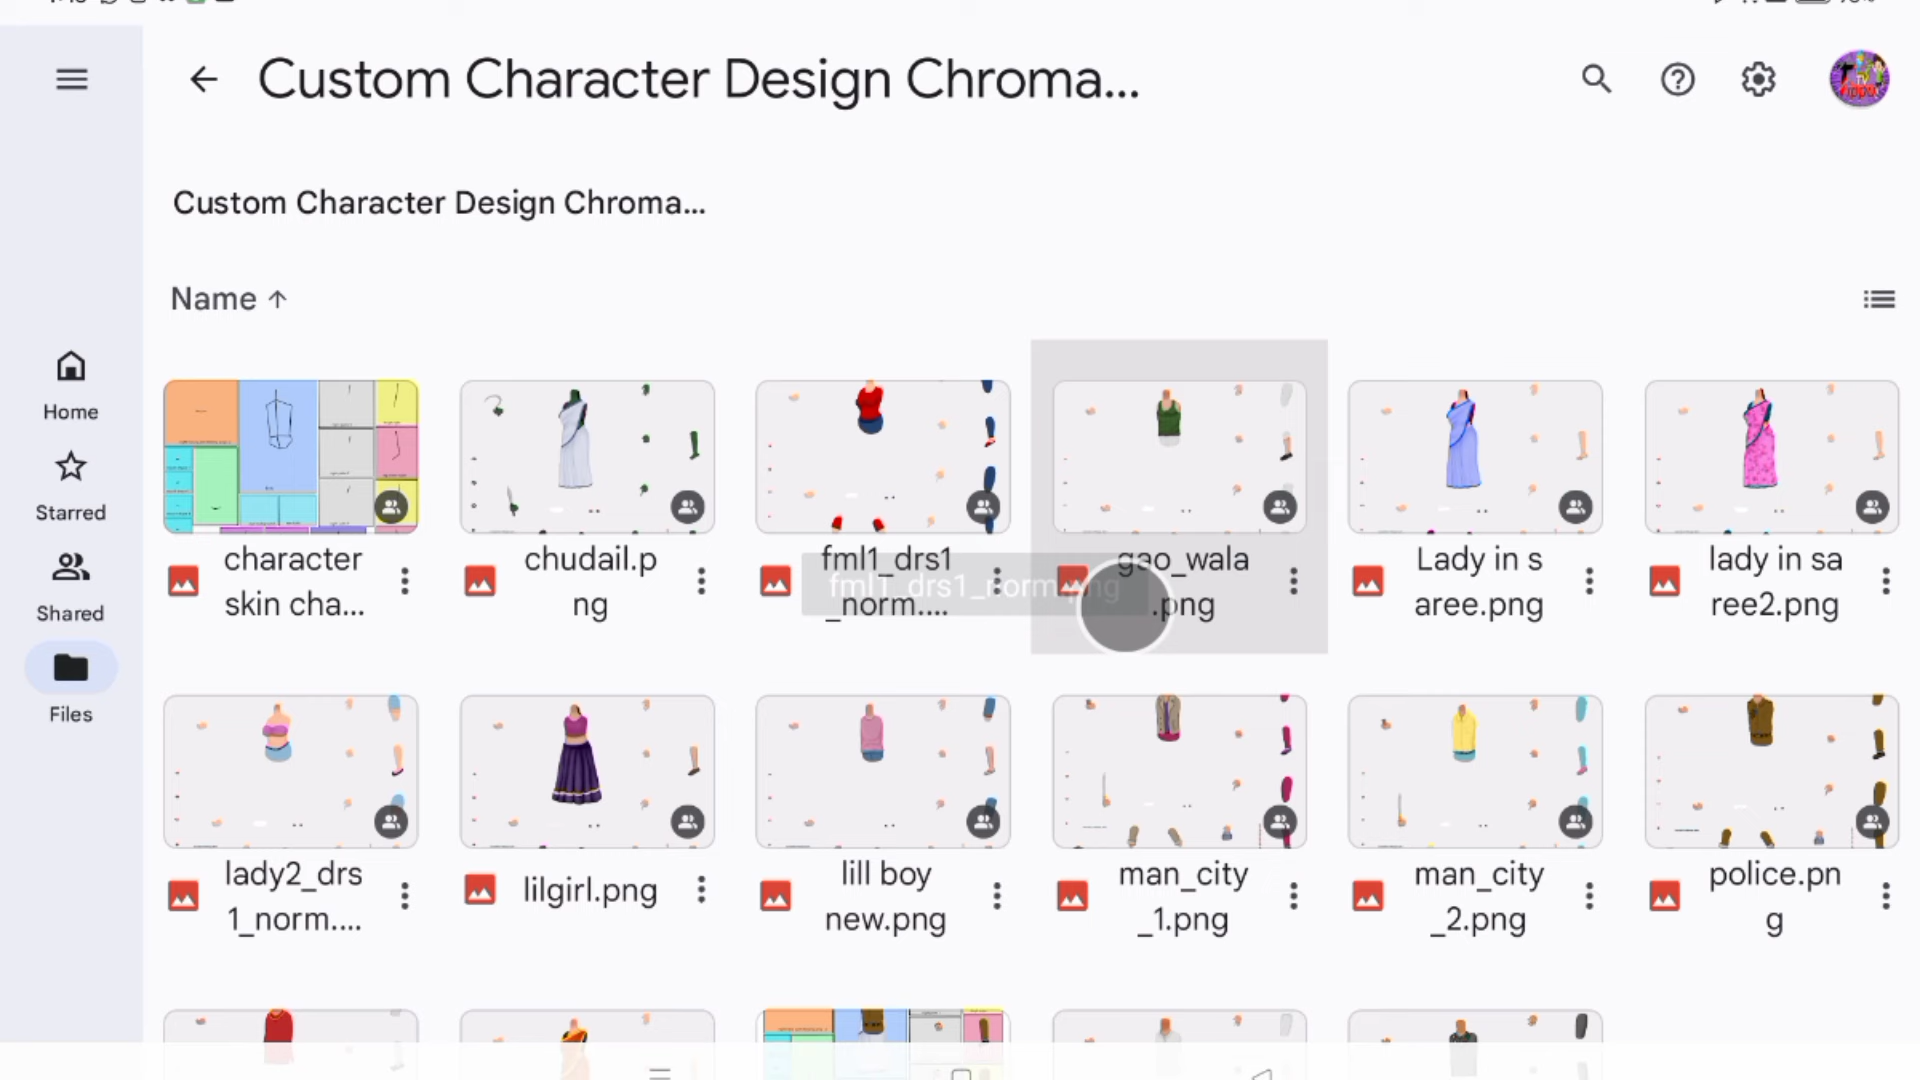 Custom Character Design Chroma...
Custom Character Design Chroma...
Name ↑
Home
Starred
Shared
Files
character
skin cha...
chudail.p
ng
fml1_drs1
_norm....
fml1_drs1_norm.png
gao_wala
.png
Lady in s
aree.png
lady in sa
ree2.png
lady2_drs
1_norm....
lilgirl.png
lill boy
new.png
man_city
_1.png
man_city
_2.png
police.pn
g